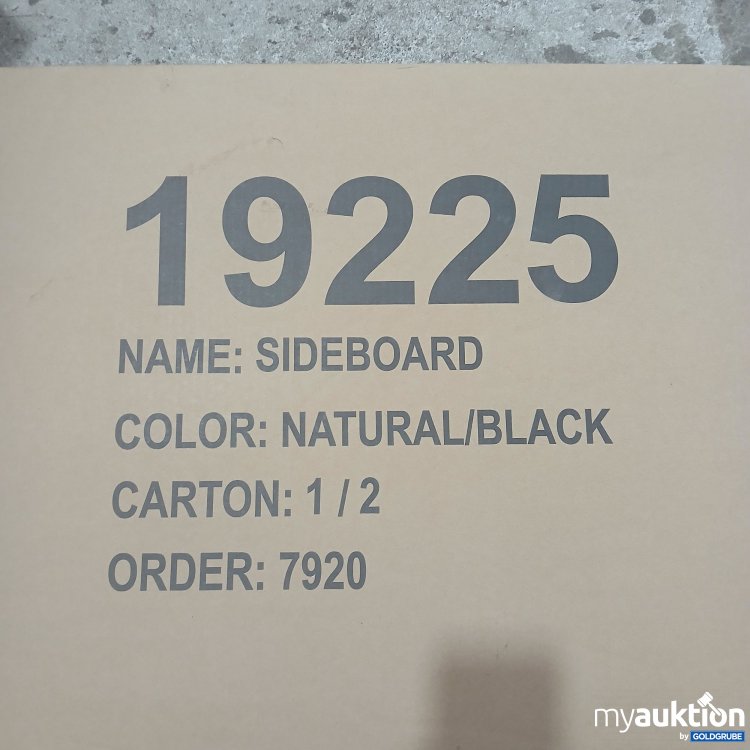 19225
NAME: SIDEBOARD
COLOR: NATURAL/BLACK
CARTON: 1 / 2
ORDER: 7920
myauktion
by GOLDGRUBE